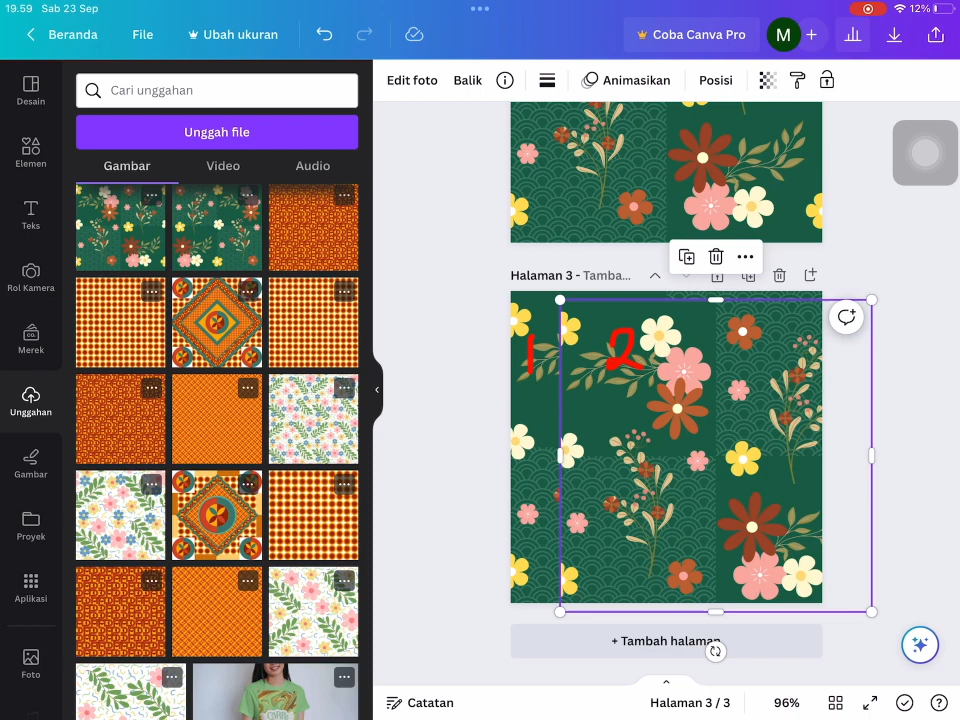 19.59 Sab 23 Sep
12%
Beranda
File
Ubah ukuran
Coba Canva Pro
M
+
Desain
Elemen
Teks
Rol Kamera
CO.
Merek
Unggahan
Gambar
Proyek
Aplikasi
Foto
Cari unggahan
Unggah file
Gambar
Video
Audio
Edit foto
Balik
Animasikan
Posisi
Halaman 3 - Tamba...
1 2
+ Tambah halaman
Catatan
Halaman 3 / 3
96%